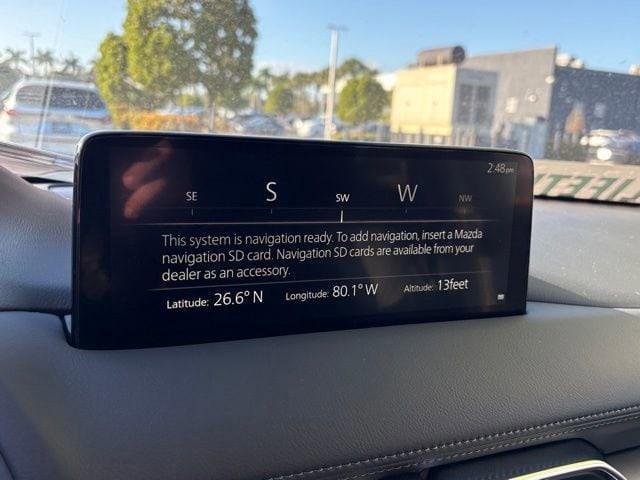 2:48pm
SE S SW W NW
This system is navigation ready. To add navigation, insert a Mazda
navigation SD card. Navigation SD cards are available from your
dealer as an accessory.
Latitude: 26.6° N Longitude: 80.1° W Altitude: 13feet